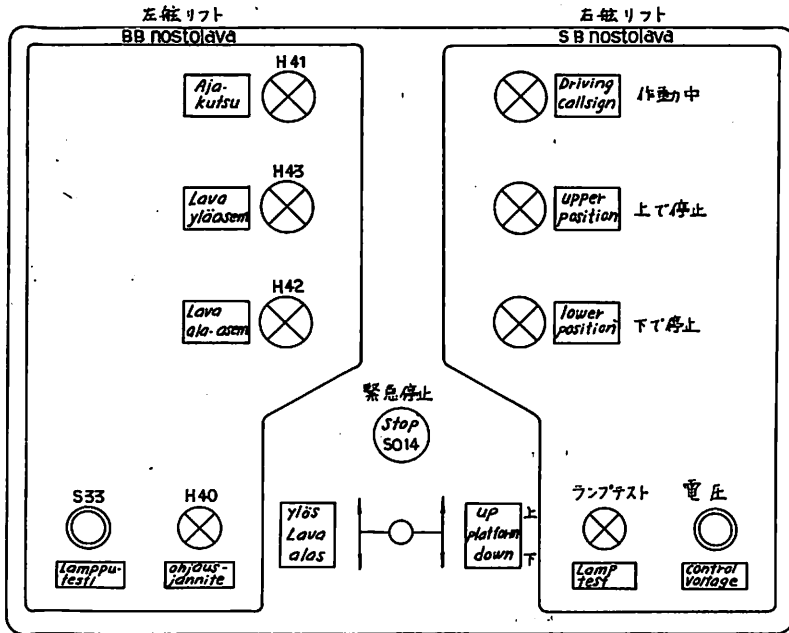 左舷リフト
右舷リフト
BB nostolava
SB nostolava
H41
Aja-
kutsu
Driving
callsign
作動中
H43
Lava
yläasem
upper
position
上で停止
H42
Lava
ala-asem
lower
position
下で停止
緊急停止
Stop
S014
S33
H40
Lamppu-
testi
ohjaus-
jännite
ylös
Lava
alas
up 上
platform
down 下
ランプテスト
電圧
Lamp
test
control
voltage